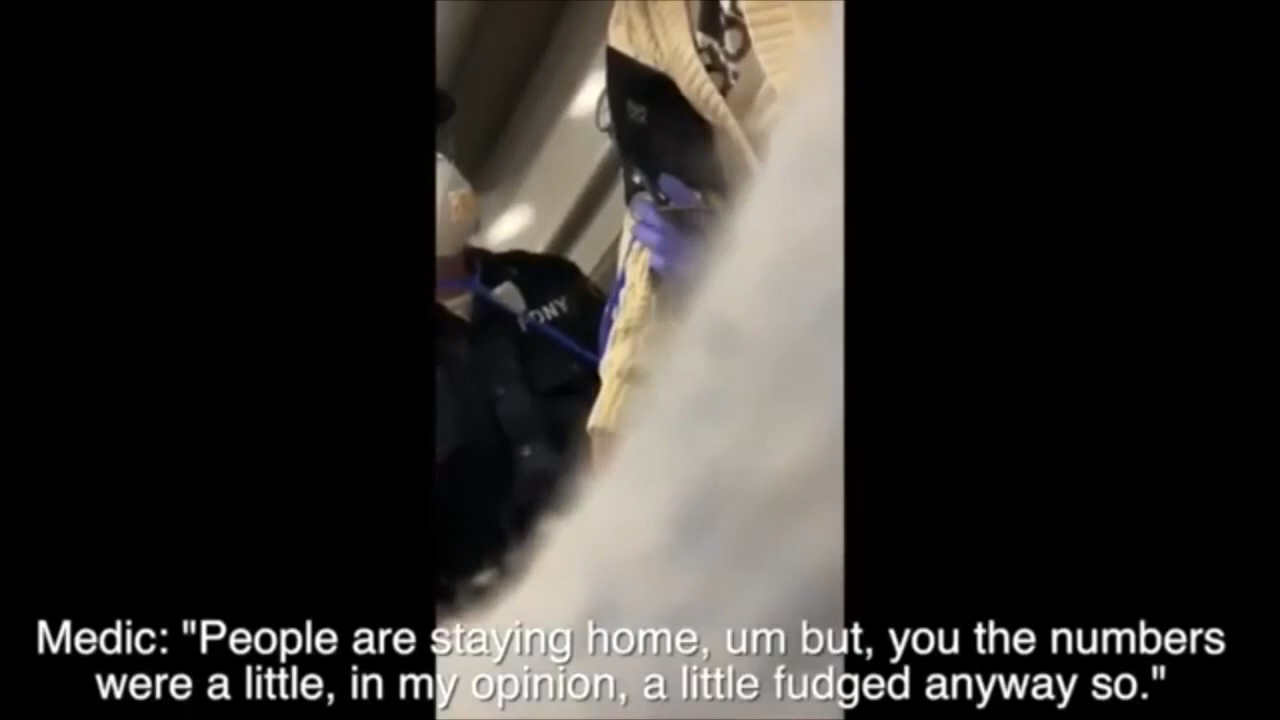 FDNY
Medic: "People are staying home, um but, you the numbers
were a little, in my opinion, a little fudged anyway so."